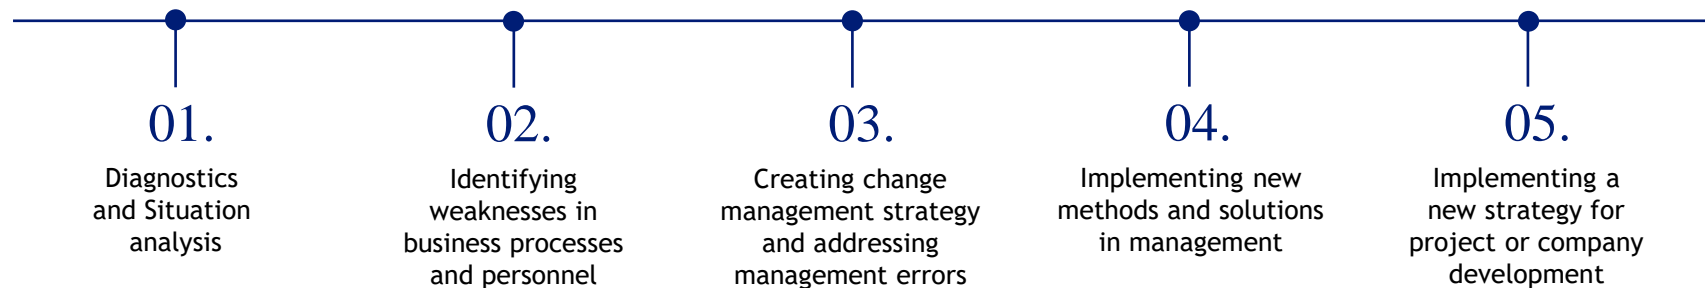 01.
Diagnostics
and Situation
analysis
02.
Identifying
weaknesses in
business processes
and personnel
03.
Creating change
management strategy
and addressing
management errors
04.
Implementing new
methods and solutions
in management
05.
Implementing a
new strategy for
project or company
development